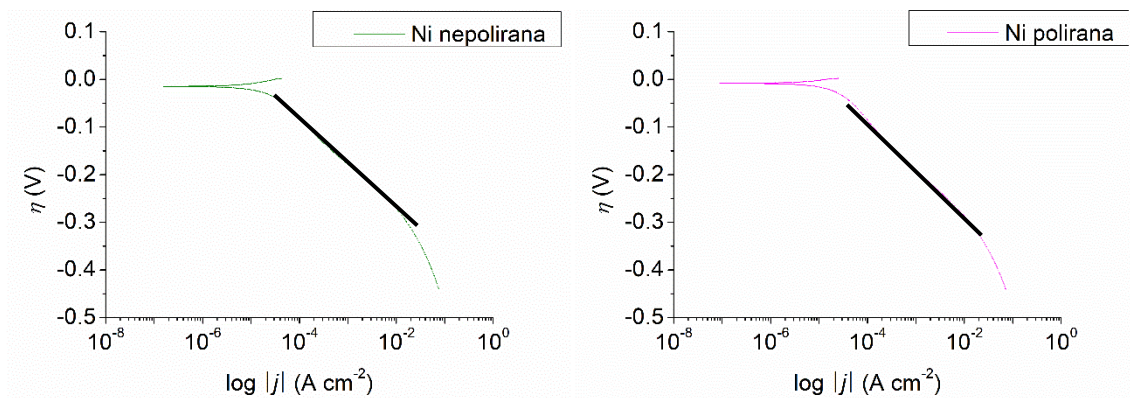 Ni nepolirana
0.1
0.0
-0.1
-0.2
-0.3
-0.4
-0.5
η (V)
10⁻⁸ 10⁻⁶ 10⁻⁴ 10⁻² 10⁰
log |j| (A cm⁻²)
Ni polirana
0.1
0.0
-0.1
-0.2
-0.3
-0.4
-0.5
η (V)
10⁻⁸ 10⁻⁶ 10⁻⁴ 10⁻² 10⁰
log |j| (A cm⁻²)